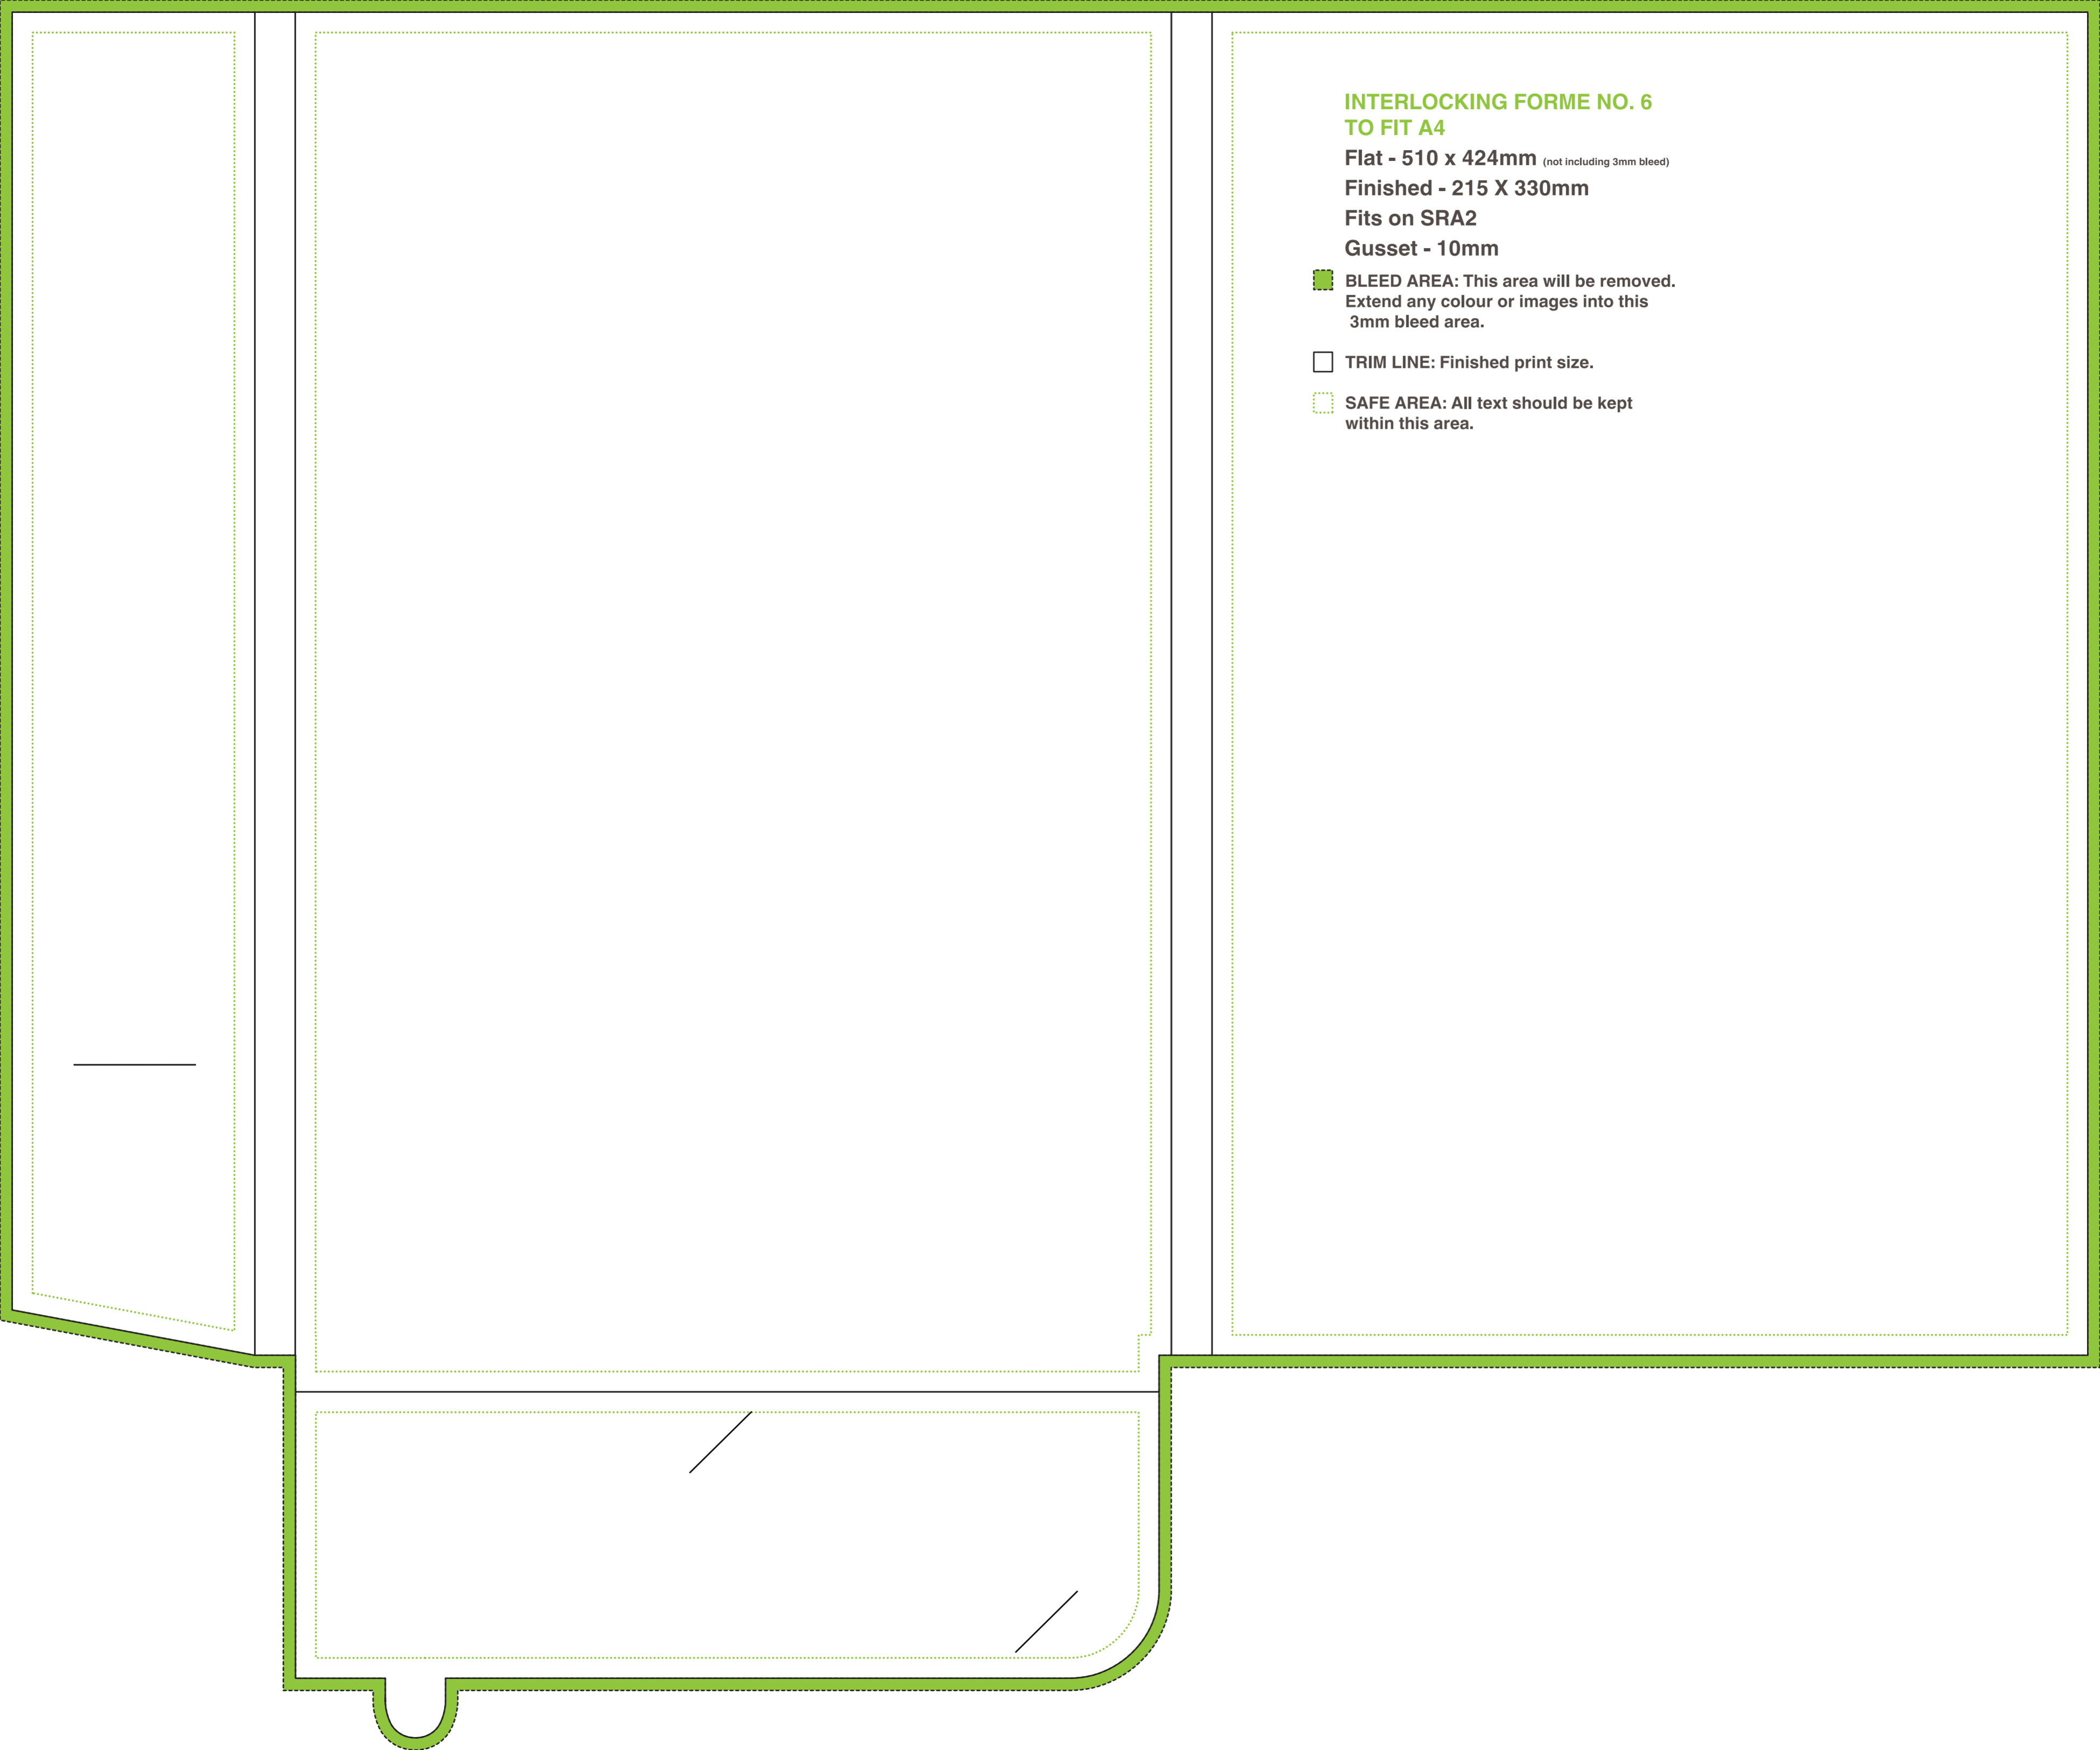 INTERLOCKING FORME NO. 6
TO FIT A4
Flat - 510 x 424mm (not including 3mm bleed)
Finished - 215 X 330mm
Fits on SRA2
Gusset - 10mm
BLEED AREA: This area will be removed.
Extend any colour or images into this
3mm bleed area.
TRIM LINE: Finished print size.
SAFE AREA: All text should be kept
within this area.